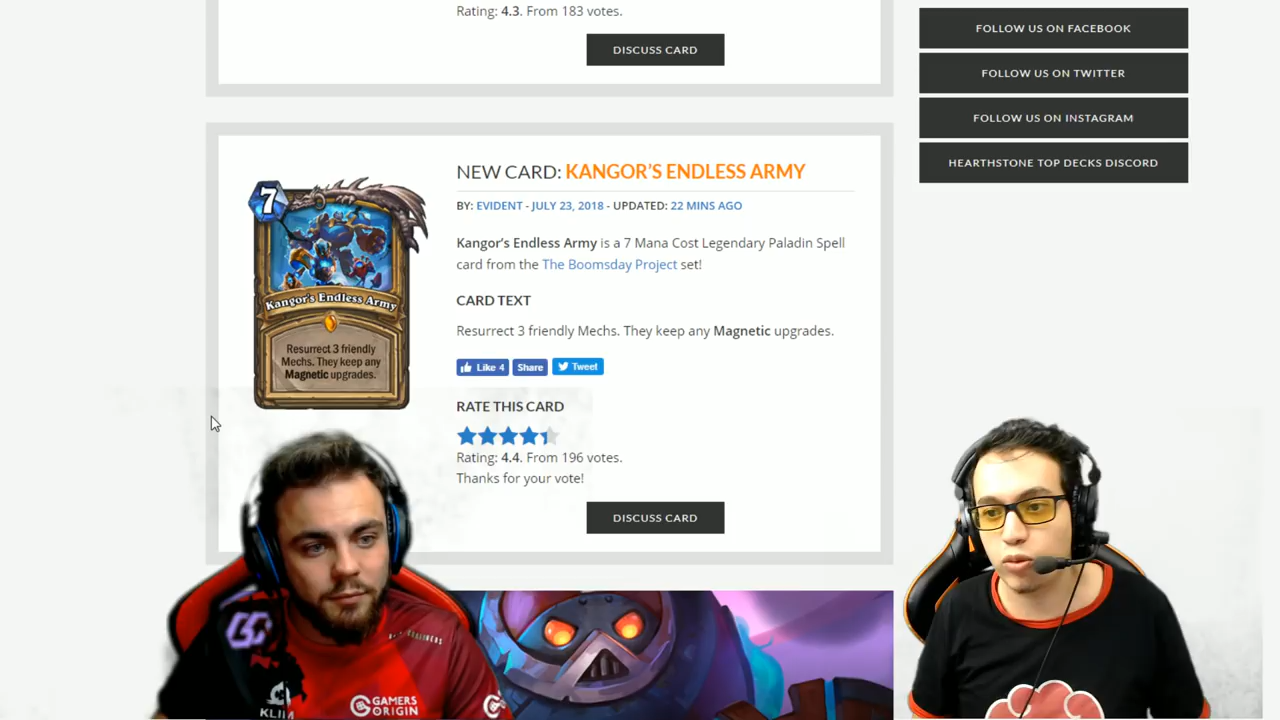 Rating: 4.3. From 183 votes.
DISCUSS CARD
FOLLOW US ON FACEBOOK
FOLLOW US ON TWITTER
FOLLOW US ON INSTAGRAM
HEARTHSTONE TOP DECKS DISCORD
7
Kangor's Endless Army
Resurrect 3 friendly
Mechs. They keep any
Magnetic upgrades.
NEW CARD: KANGOR'S ENDLESS ARMY
BY: EVIDENT - JULY 23, 2018 - UPDATED: 22 MINS AGO
Kangor's Endless Army is a 7 Mana Cost Legendary Paladin Spell
card from the The Boomsday Project set!
CARD TEXT
Resurrect 3 friendly Mechs. They keep any Magnetic upgrades.
Like 4 Share Tweet
RATE THIS CARD
Rating: 4.4. From 196 votes.
Thanks for your vote!
DISCUSS CARD
GAMERS
ORIGIN